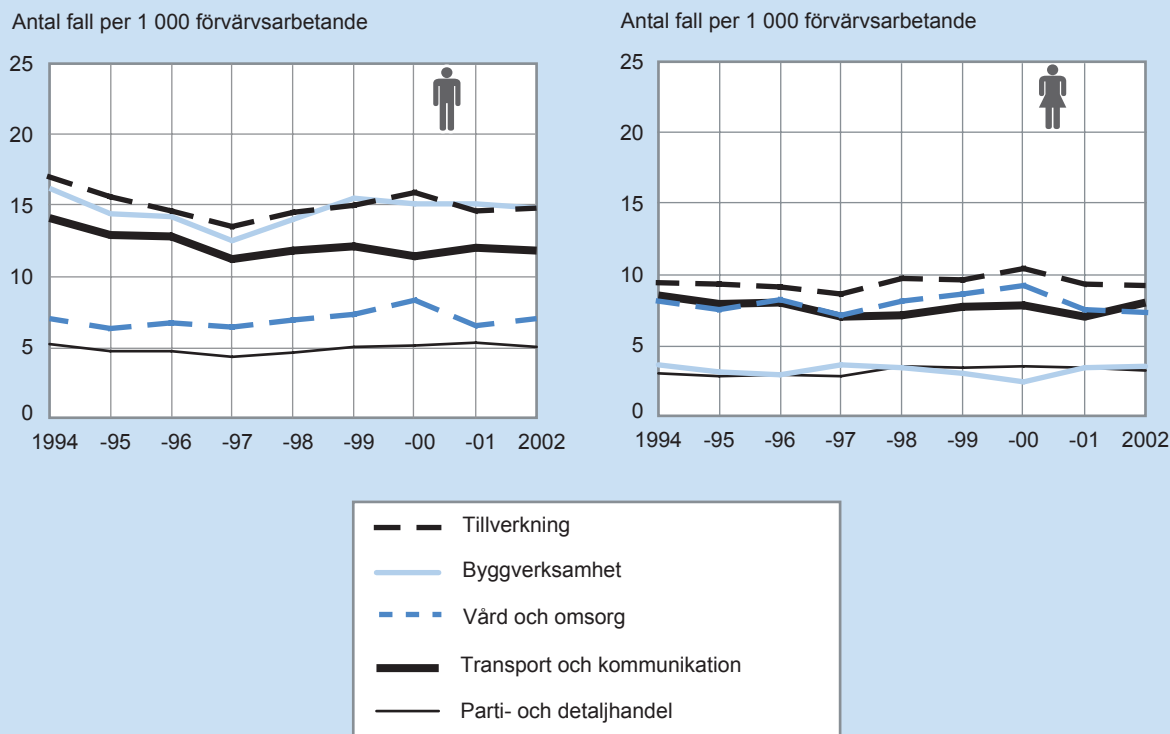 Antal fall per 1 000 förvärvsarbetande
25
20
15
10
5
0
1994 -95 -96 -97 -98 -99 -00 -01 2002
Antal fall per 1 000 förvärvsarbetande
25
20
15
10
5
0
1994 -95 -96 -97 -98 -99 -00 -01 2002
Tillverkning
Byggverksamhet
Vård och omsorg
Transport och kommunikation
Parti- och detaljhandel